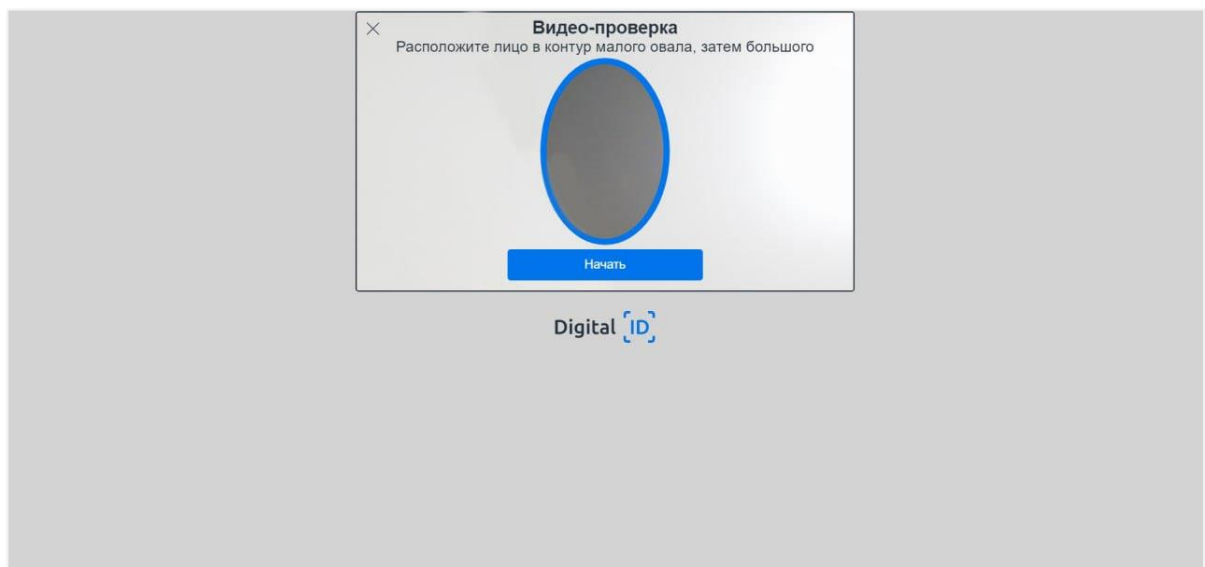 Видео-проверка
Расположите лицо в контур малого овала, затем большого
Начать
Digital ID